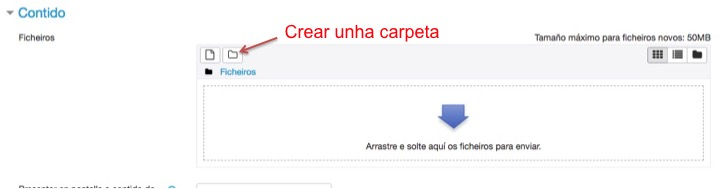 Contido
Crear unha carpeta
Ficheiros
Tamaño máximo para ficheiros novos: 50MB
Ficheiros
Arrastre e solte aquí os ficheiros para enviar.